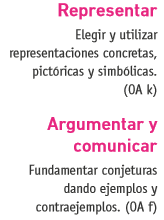 Representar
Elegir y utilizar
representaciones concretas,
pictóricas y simbólicas.
(OA k)
Argumentar y
comunicar
Fundamentar conjeturas
dando ejemplos y
contraejemplos. (OA f)